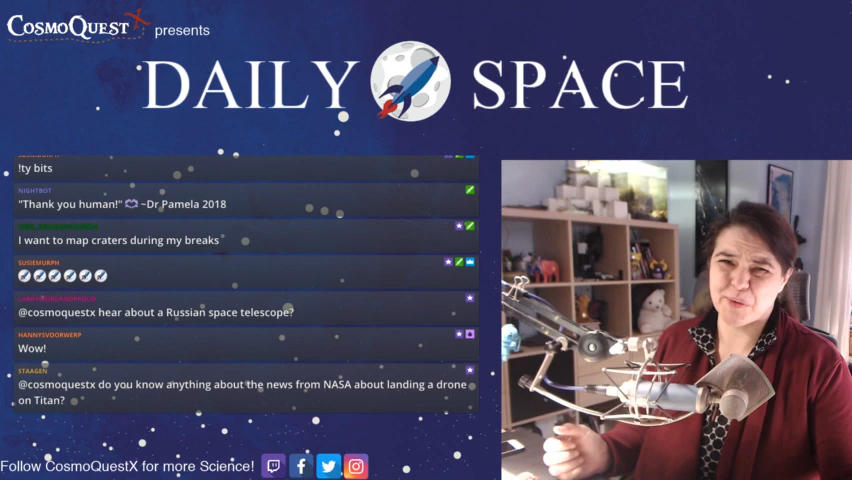 CosmoQuest X presents
DAILY SPACE
!ty bits
NIGHTBOT
"Thank you human!" ~Dr Pamela 2018
I want to map craters during my breaks
SUSIEMURPH
@cosmoquestx hear about a Russian space telescope?
HANNYSVOORWERP
Wow!
STAAGEN
@cosmoquestx do you know anything about the news from NASA about landing a drone
on Titan?
Follow CosmoQuestX for more Science!